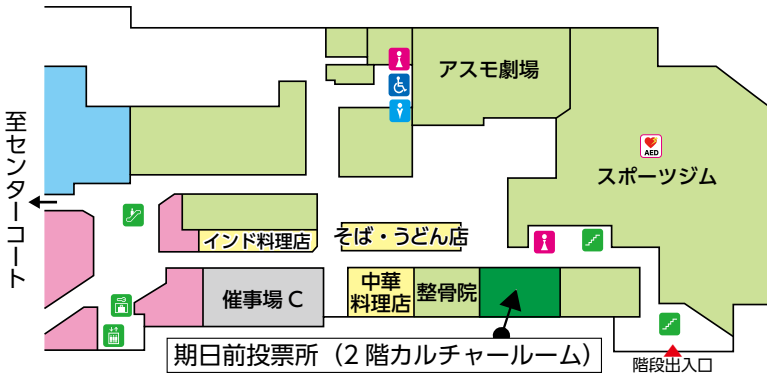 アスモ劇場
AED
スポーツジム
至センターコート
インド料理店
そば・うどん店
催事場 C
中華
料理店
整骨院
期日前投票所（2 階カルチャールーム）
階段出入口